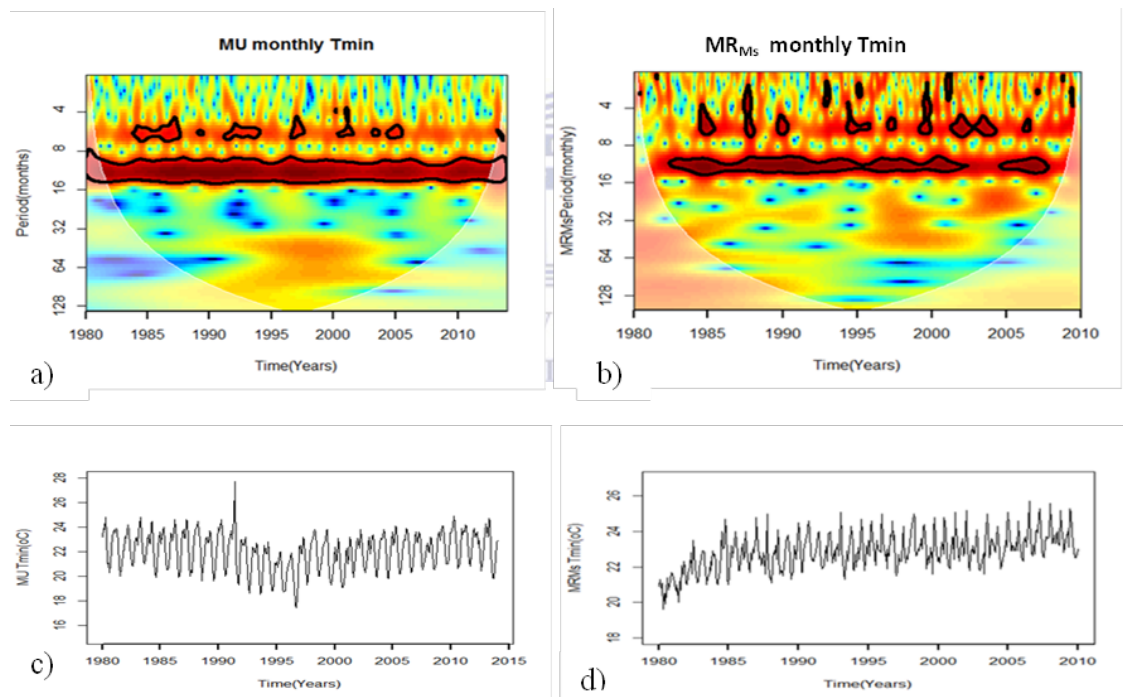 MU monthly Tmin
Period(months)
4
8
16
32
64
128
1980 1985 1990 1995 2000 2005 2010
Time(Years)
a)
MRMs monthly Tmin
MRMsPeriod(monthly)
4
8
16
32
64
128
1980 1985 1990 1995 2000 2005 2010
Time(Years)
b)
MU Tmin(oC)
28
26
24
22
20
18
16
1980 1985 1990 1995 2000 2005 2010 2015
Time(Years)
c)
MRMs Tmin(oC)
26
24
22
20
18
1980 1985 1990 1995 2000 2005 2010
Time(Years)
d)